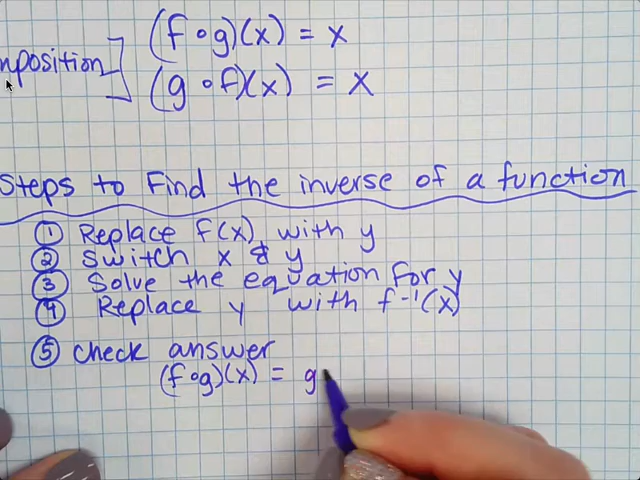 (f∘g)(x) = x
(g∘f)(x) = x
Steps to Find the inverse of a function
① Replace f(x) with y
② switch x & y
③ Solve the equation for y
④ Replace y with f⁻¹(x)
⑤ check answer
(f∘g)(x) = g